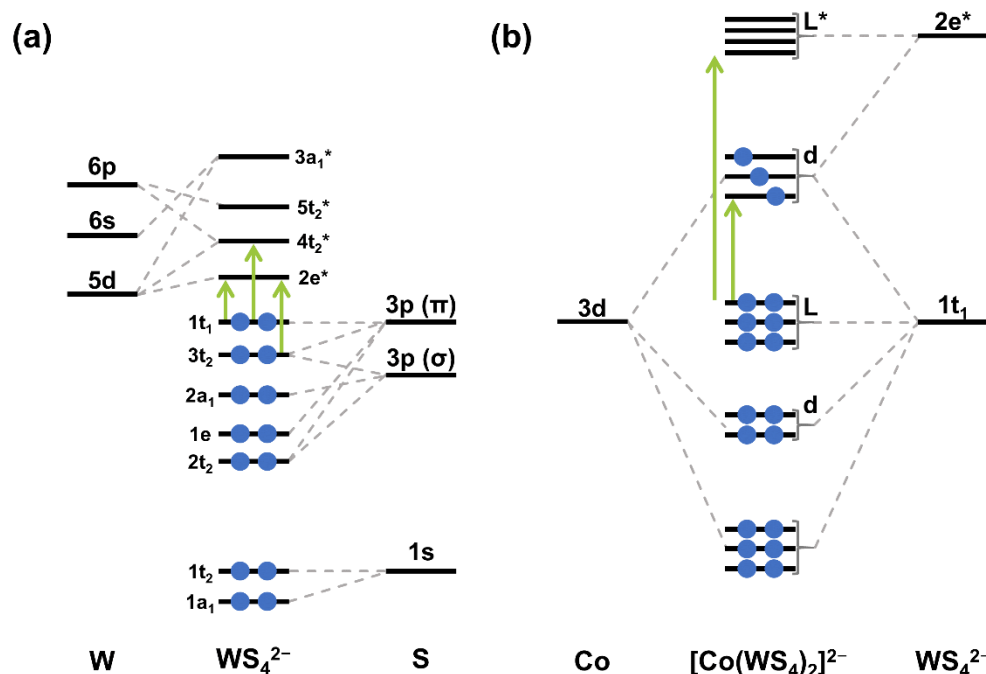 (a)
6p
6s
5d
3a₁*
5t₂*
4t₂*
2e*
1t₁
3t₂
2a₁
1e
2t₂
1t₂
1a₁
3p (π)
3p (σ)
1s
W
WS₄²⁻
S
(b)
L*
2e*
d
3d
L
1t₁
d
Co
[Co(WS₄)₂]²⁻
WS₄²⁻